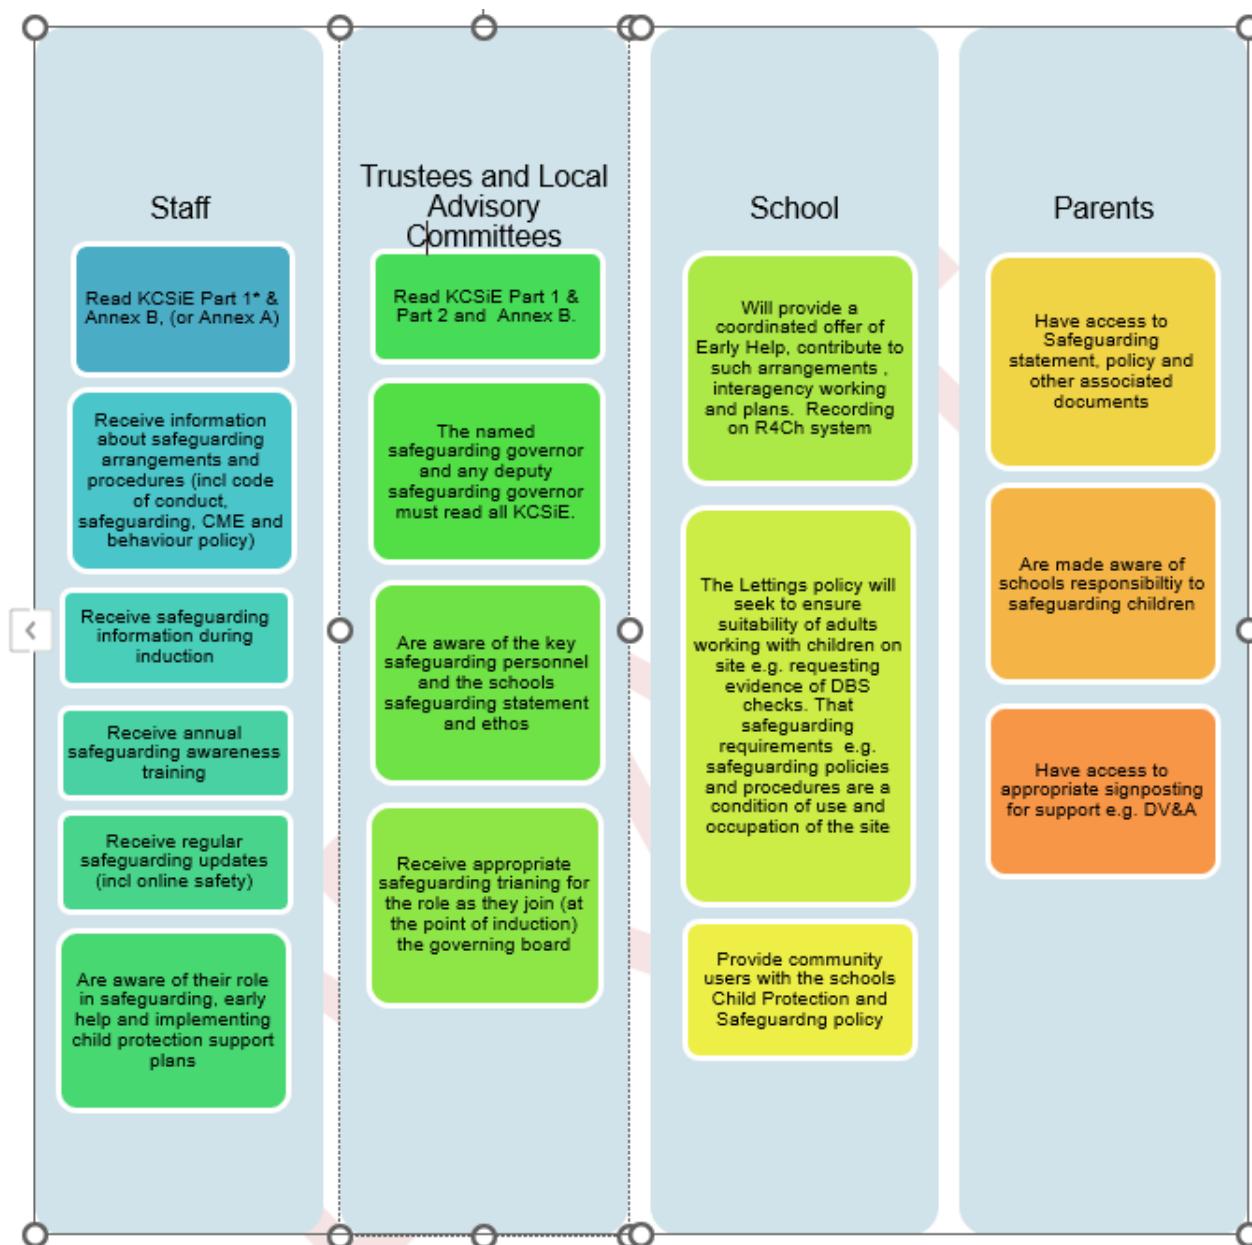 Staff
Read KCSiE Part 1* &
Annex B, (or Annex A)
Receive information
about safeguarding
arrangements and
procedures (incl code
of conduct,
safeguarding, CME and
behaviour policy)
Receive safeguarding
information during
induction
Receive annual
safeguarding awareness
training
Receive regular
safeguarding updates
(incl online safety)
Are aware of their role
in safeguarding, early
help and implementing
child protection support
plans
Trustees and Local
Advisory
Committees
Read KCSiE Part 1 &
Part 2 and Annex B.
The named
safeguarding governor
and any deputy
safeguarding governor
must read all KCSiE.
Are aware of the key
safeguarding personnel
and the schools
safeguarding statement
and ethos
Receive appropriate
safeguarding trianing for
the role as they join (at
the point of induction)
the governing board
School
Will provide a
coordinated offer of
Early Help, contribute to
such arrangements ,
interagency working
and plans. Recording
on R4Ch system
The Lettings policy will
seek to ensure
suitability of adults
working with children on
site e.g. requesting
evidence of DBS
checks. That
safeguarding
requirements e.g.
safeguarding policies
and procedures are a
condition of use and
occupation of the site
Provide community
users with the schools
Child Protection and
Safeguardng policy
Parents
Have access to
Safeguarding
statement, policy and
other associated
documents
Are made aware of
schools responsibiltiy to
safeguarding children
Have access to
appropriate signposting
for support e.g. DV&A